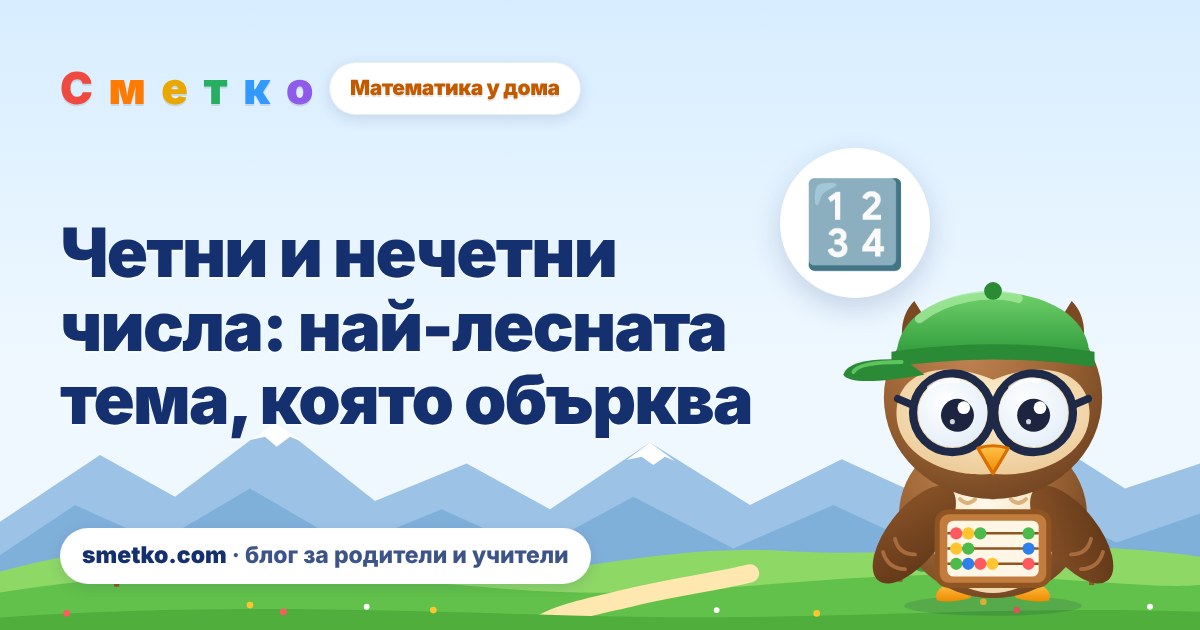 Сметко
Математика у дома
1 2
3 4
Четни и нечетни
числа: най-лесната
тема, която обърква
smetko.com · блог за родители и учители